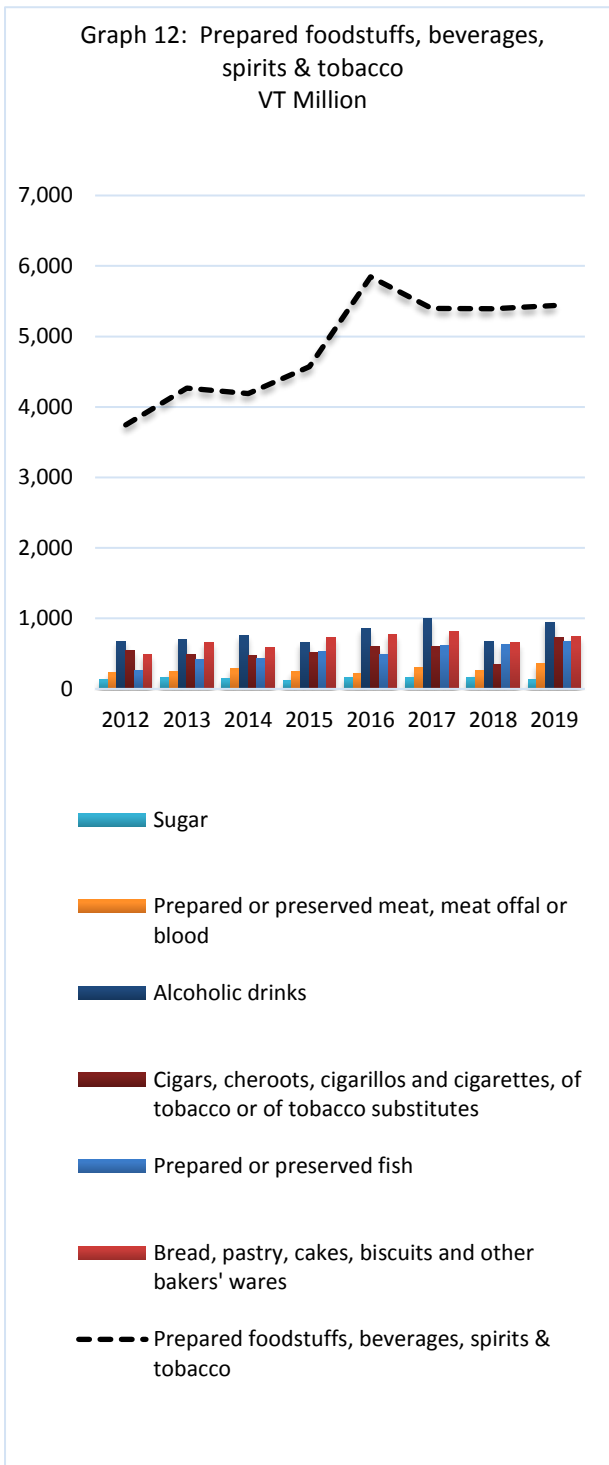 Graph 12:  Prepared foodstuffs, beverages,
spirits & tobacco
VT Million
7,000
6,000
5,000
4,000
3,000
2,000
1,000
0
2012 2013 2014 2015 2016 2017 2018 2019
Sugar
Prepared or preserved meat, meat offal or
blood
Alcoholic drinks
Cigars, cheroots, cigarillos and cigarettes, of
tobacco or of tobacco substitutes
Prepared or preserved fish
Bread, pastry, cakes, biscuits and other
bakers' wares
Prepared foodstuffs, beverages, spirits &
tobacco